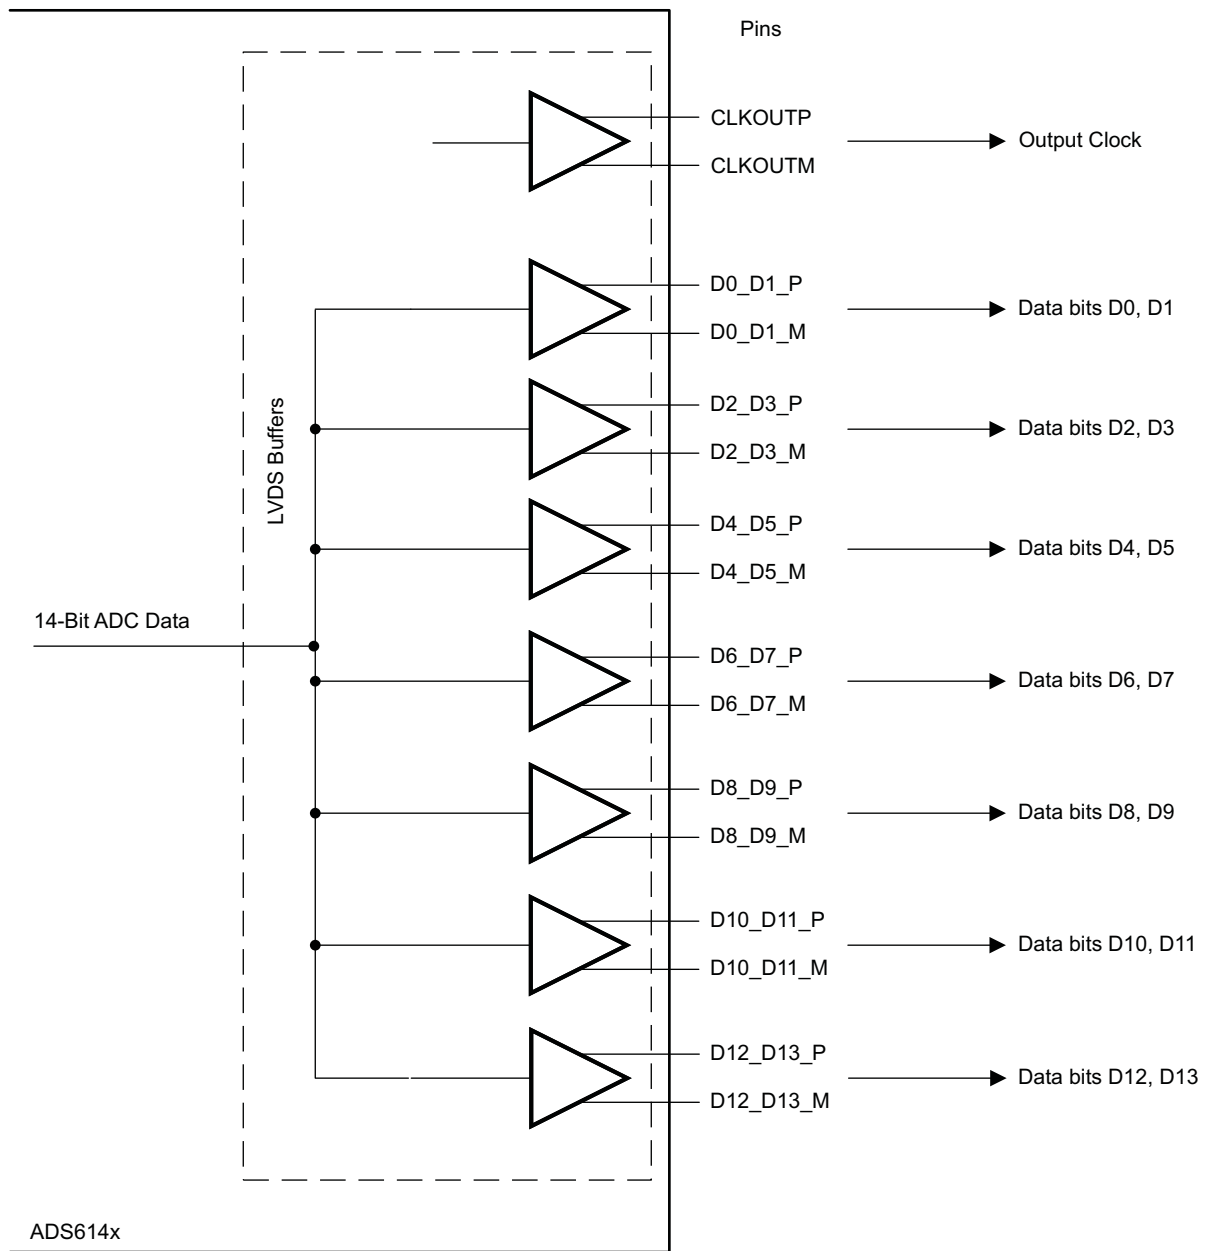 Pins
CLKOUTP
Output Clock
CLKOUTM
D0_D1_P
Data bits D0, D1
D0_D1_M
D2_D3_P
Data bits D2, D3
D2_D3_M
LVDS Buffers
D4_D5_P
Data bits D4, D5
D4_D5_M
14-Bit ADC Data
D6_D7_P
Data bits D6, D7
D6_D7_M
D8_D9_P
Data bits D8, D9
D8_D9_M
D10_D11_P
Data bits D10, D11
D10_D11_M
D12_D13_P
Data bits D12, D13
D12_D13_M
ADS614x